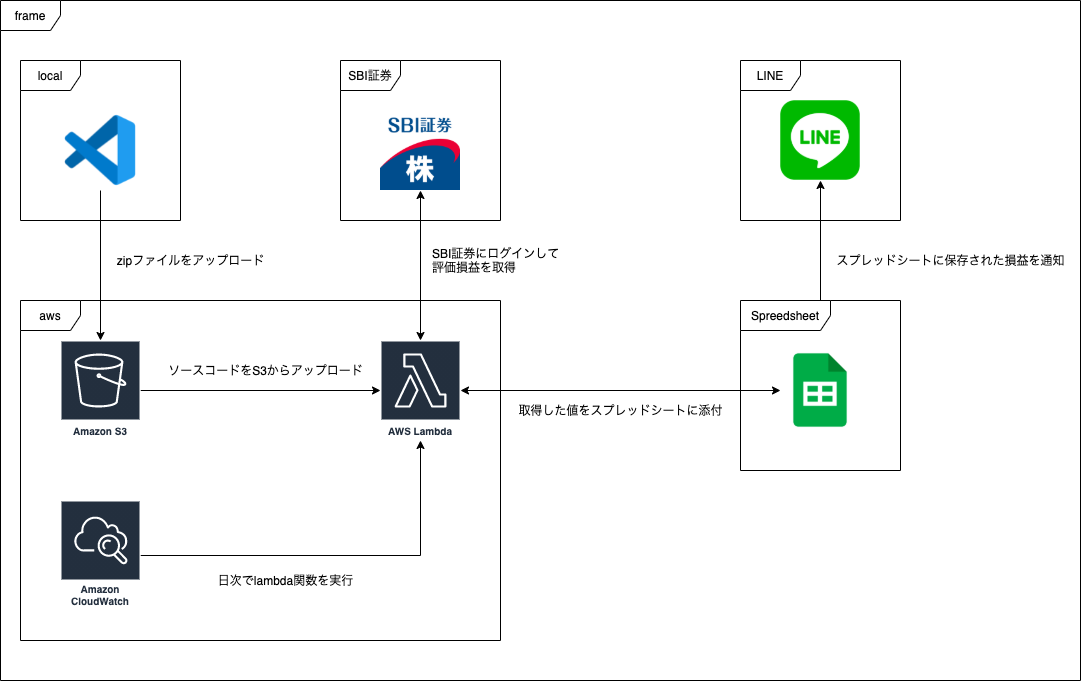 frame
local
SBI証券
LINE
SBI証券
株
LINE
zipファイルをアップロード
SBI証券にログインして
評価損益を取得
スプレッドシートに保存された損益を通知
aws
Spreedsheet
ソースコードをS3からアップロード
取得した値をスプレッドシートに添付
Amazon S3
AWS Lambda
日次でlambda関数を実行
Amazon
CloudWatch